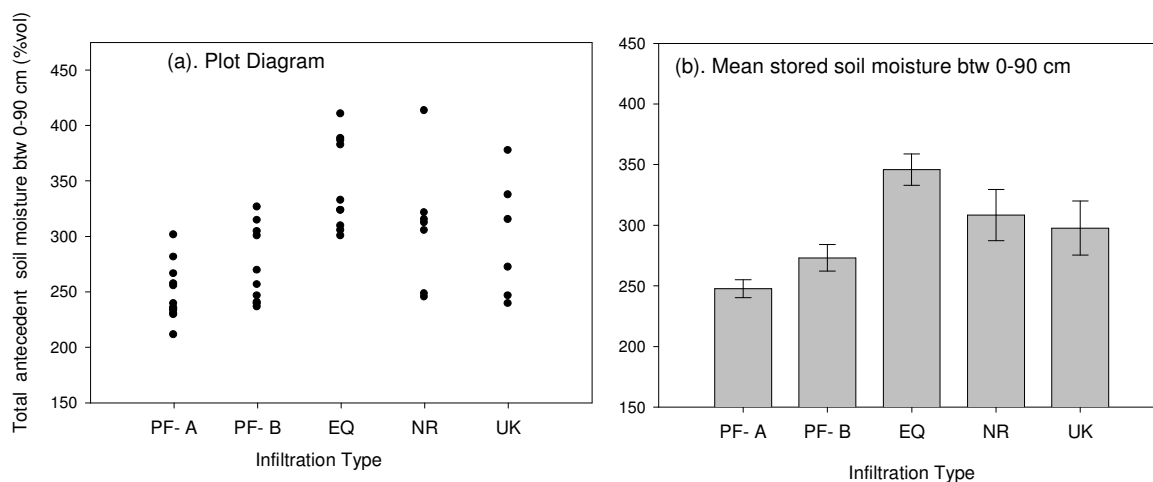 Total antecedent soil moisture btw 0-90 cm (%vol)
(a). Plot Diagram
450
400
350
300
250
200
150
PF- A PF- B EQ NR UK
Infiltration Type
(b). Mean stored soil moisture btw 0-90 cm
450
400
350
300
250
200
150
PF- A PF- B EQ NR UK
Infiltration Type